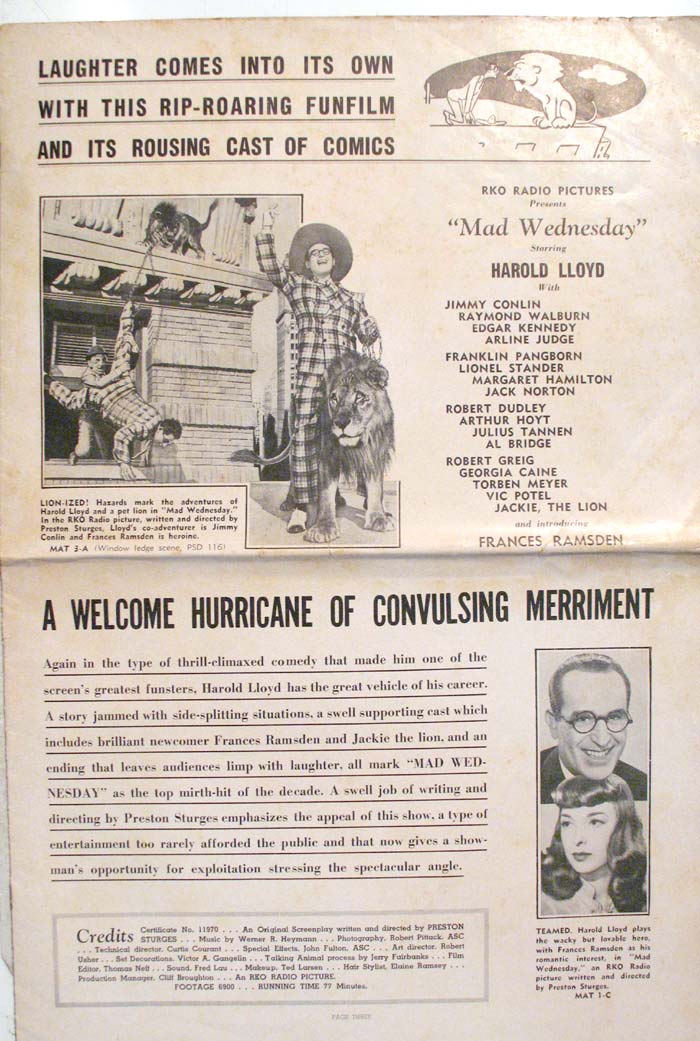 LAUGHTER COMES INTO ITS OWN
WITH THIS RIP-ROARING FUNFILM
AND ITS ROUSING CAST OF COMICS
RKO RADIO PICTURES
Presents
"Mad Wednesday"
Starring
HAROLD LLOYD
With
JIMMY CONLIN
RAYMOND WALBURN
EDGAR KENNEDY
ARLINE JUDGE
FRANKLIN PANGBORN
LIONEL STANDER
MARGARET HAMILTON
JACK NORTON
ROBERT DUDLEY
ARTHUR HOYT
JULIUS TANNEN
AL BRIDGE
ROBERT GREIG
GEORGIA CAINE
TORBEN MEYER
VIC POTEL
JACKIE, THE LION
and introducing
FRANCES RAMSDEN
LION-IZED! Hazards mark the adventures of
Harold Lloyd and a pet lion in "Mad Wednesday."
In the RKO Radio picture, written and directed by
Preston Sturges, Lloyd's co-adventurer is Jimmy
Conlin and Frances Ramsden is heroine.
MAT 3-A (Window ledge scene, PSD 116)
A WELCOME HURRICANE OF CONVULSING MERRIMENT
Again in the type of thrill-climaxed comedy that made him one of the
screen's greatest funsters, Harold Lloyd has the great vehicle of his career.
A story jammed with side-splitting situations, a swell supporting cast which
includes brilliant newcomer Frances Ramsden and Jackie the lion, and an
ending that leaves audiences limp with laughter, all mark "MAD WED-
NESDAY" as the top mirth-hit of the decade. A swell job of writing and
directing by Preston Sturges emphasizes the appeal of this show, a type of
entertainment too rarely afforded the public and that now gives a show-
man's opportunity for exploitation stressing the spectacular angle.
TEAMED. Harold Lloyd plays
the wacky but lovable hero,
with Frances Ramsden as his
romantic interest, in "Mad
Wednesday," an RKO Radio
picture written and directed
by Preston Sturges.
MAT 1-C
Credits Certificate No. 11970 . . . An Original Screenplay written and directed by PRESTON
STURGES . . . Music by Werner R. Heymann . . . Photography, Robert Pittack, ASC
. . . Technical director, Curtis Courant . . . Special Effects, John Fulton, ASC . . . Art director, Robert
Usher . . . Set Decorations, Victor A. Gangelin . . . Talking Animal process by Jerry Fairbanks . . . Film
Editor, Thomas Neff . . . Sound, Fred Lau . . . Makeup, Ted Larsen . . . Hair Stylist, Elaine Ramsey . . .
Production Manager, Cliff Broughton . . . An RKO RADIO PICTURE.
FOOTAGE 6900 . . . RUNNING TIME 77 Minutes.
PAGE THREE